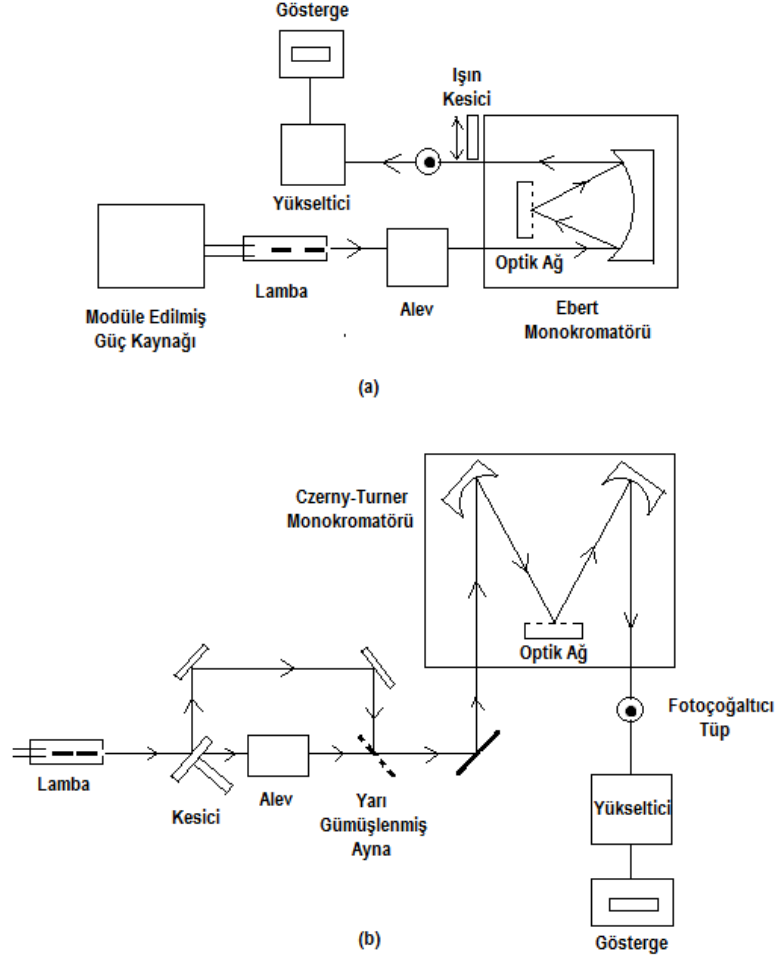 Gösterge
Işın
Kesici
Yükseltici
Optik Ağ
Lamba
Alev
Ebert
Monokromatörü
Modüle Edilmiş
Güç Kaynağı
(a)
Czerny-Turner
Monokromatörü
Optik Ağ
Fotoçoğaltıcı
Tüp
Lamba
Kesici
Alev
Yarı
Gümüşlenmiş
Ayna
Yükseltici
Gösterge
(b)